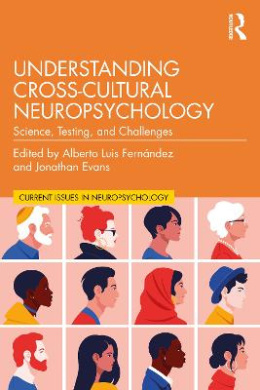 Routledge
UNDERSTANDING
CROSS-CULTURAL
NEUROPSYCHOLOGY
Science, Testing, and Challenges
Edited by Alberto Luis Fernández
and Jonathan Evans
CURRENT ISSUES IN NEUROPSYCHOLOGY